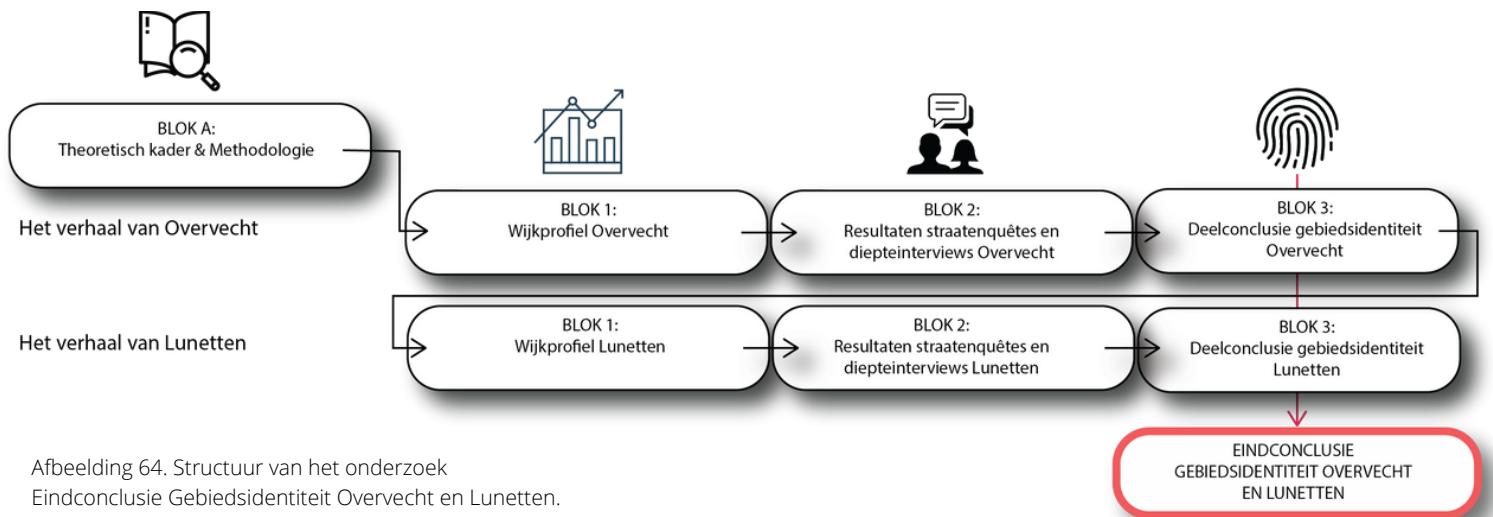 BLOK A:
Theoretisch kader & Methodologie
Het verhaal van Overvecht
BLOK 1:
Wijkprofiel Overvecht
BLOK 2:
Resultaten straatenquêtes en
diepteinterviews Overvecht
BLOK 3:
Deelconclusie gebiedsidentiteit
Overvecht
Het verhaal van Lunetten
BLOK 1:
Wijkprofiel Lunetten
BLOK 2:
Resultaten straatenquêtes en
diepteinterviews Lunetten
BLOK 3:
Deelconclusie gebiedsidentiteit
Lunetten
EINDCONCLUSIE
GEBIEDSIDENTITEIT OVERVECHT
EN LUNETTEN
Afbeelding 64. Structuur van het onderzoek
Eindconclusie Gebiedsidentiteit Overvecht en Lunetten.